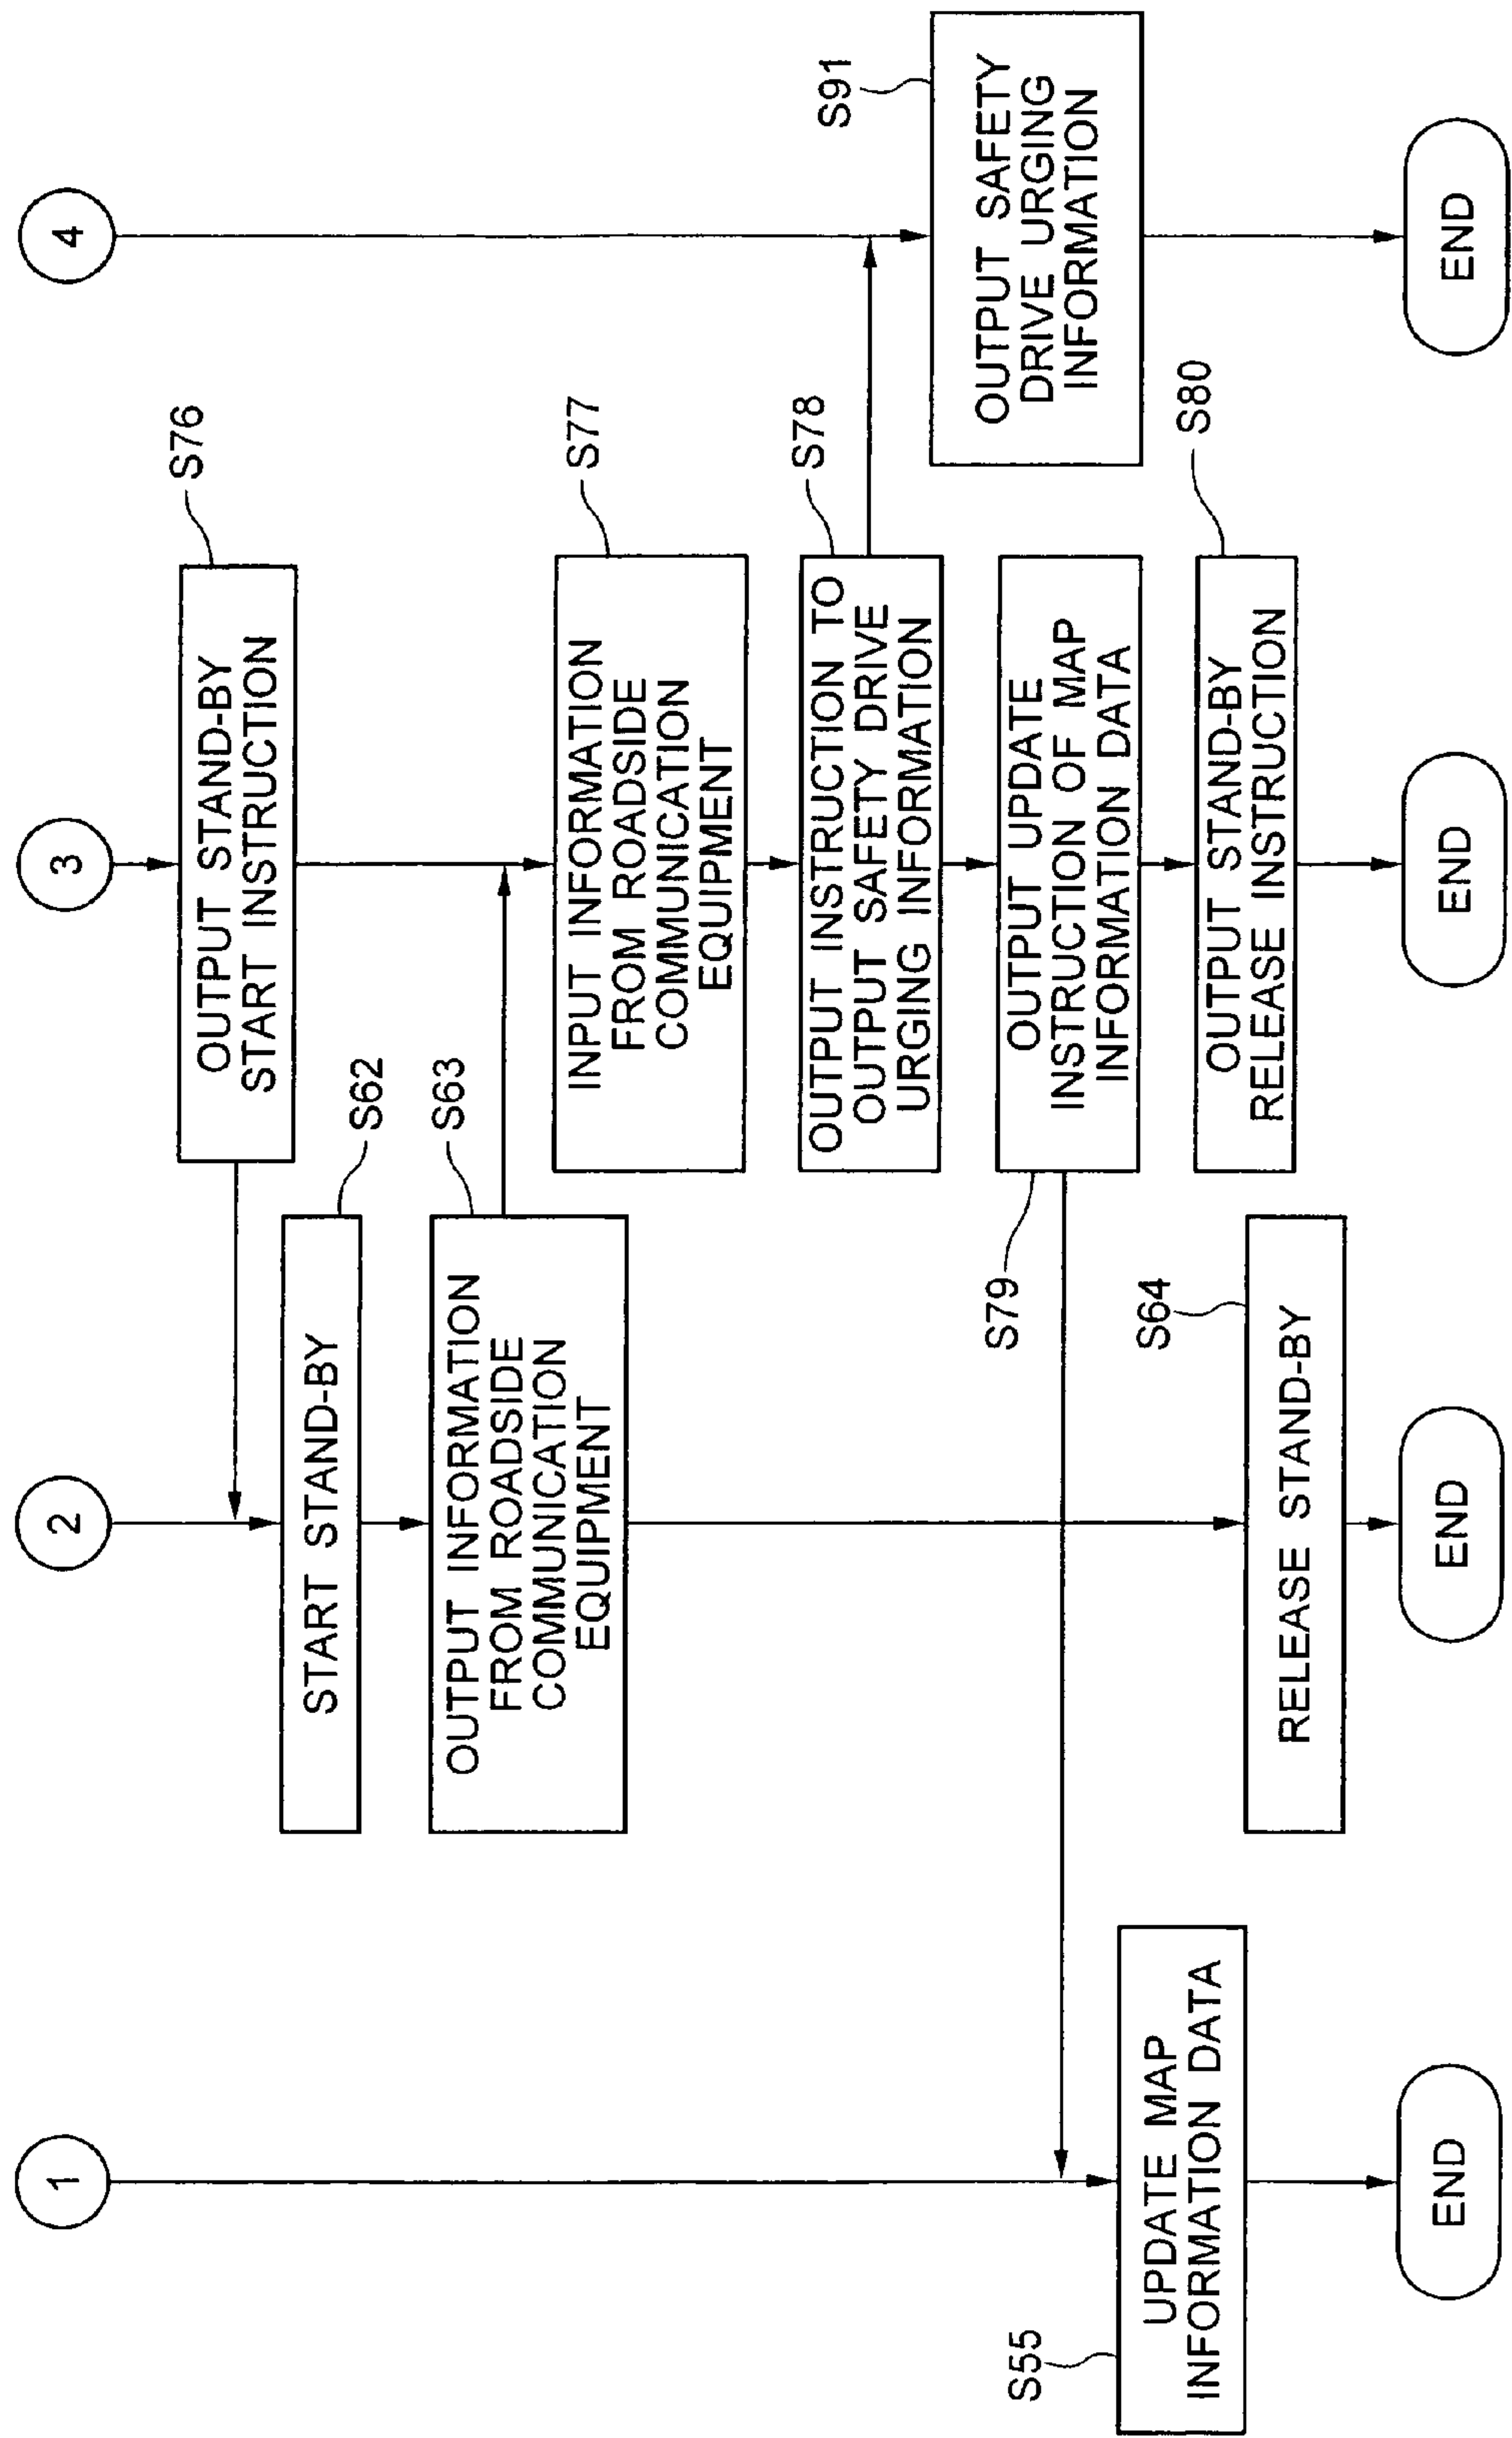 1
S55
UPDATE MAP
INFORMATION DATA
END
2
START STAND-BY
S62
OUTPUT INFORMATION
FROM ROADSIDE
COMMUNICATION
EQUIPMENT
S63
RELEASE STAND-BY
S64
END
3
OUTPUT STAND-BY
START INSTRUCTION
S76
INPUT INFORMATION
FROM ROADSIDE
COMMUNICATION
EQUIPMENT
S77
OUTPUT INSTRUCTION TO
OUTPUT SAFETY DRIVE
URGING INFORMATION
S78
OUTPUT UPDATE
INSTRUCTION OF MAP
INFORMATION DATA
S79
OUTPUT STAND-BY
RELEASE INSTRUCTION
S80
END
4
OUTPUT SAFETY
DRIVE URGING
INFORMATION
S91
END